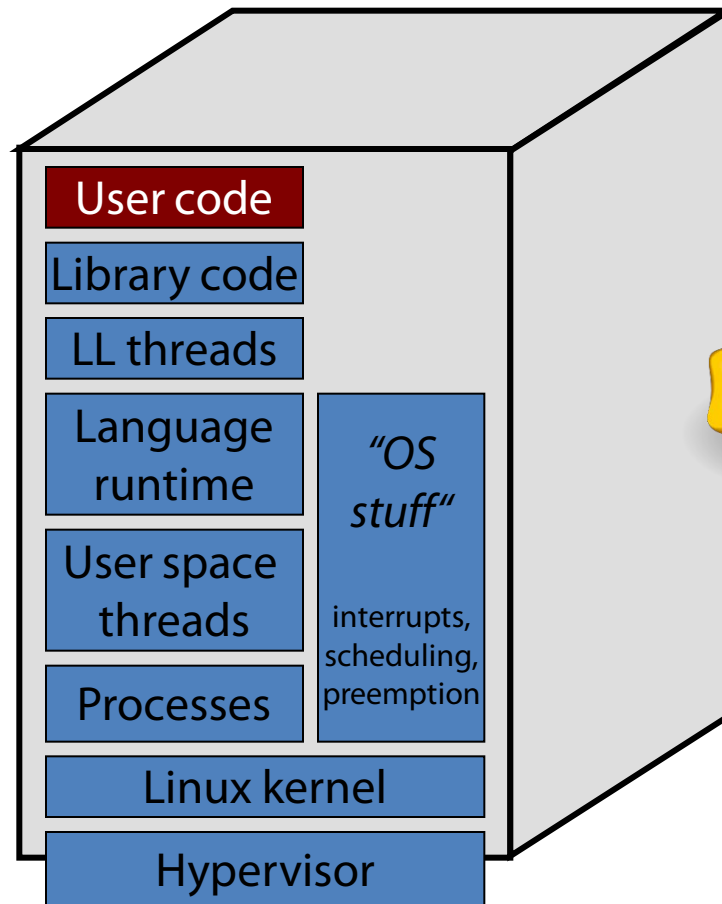 User code
Library code
LL threads
Language
runtime
User space
threads
Processes
“OS
stuff“
interrupts,
scheduling,
preemption
Linux kernel
Hypervisor